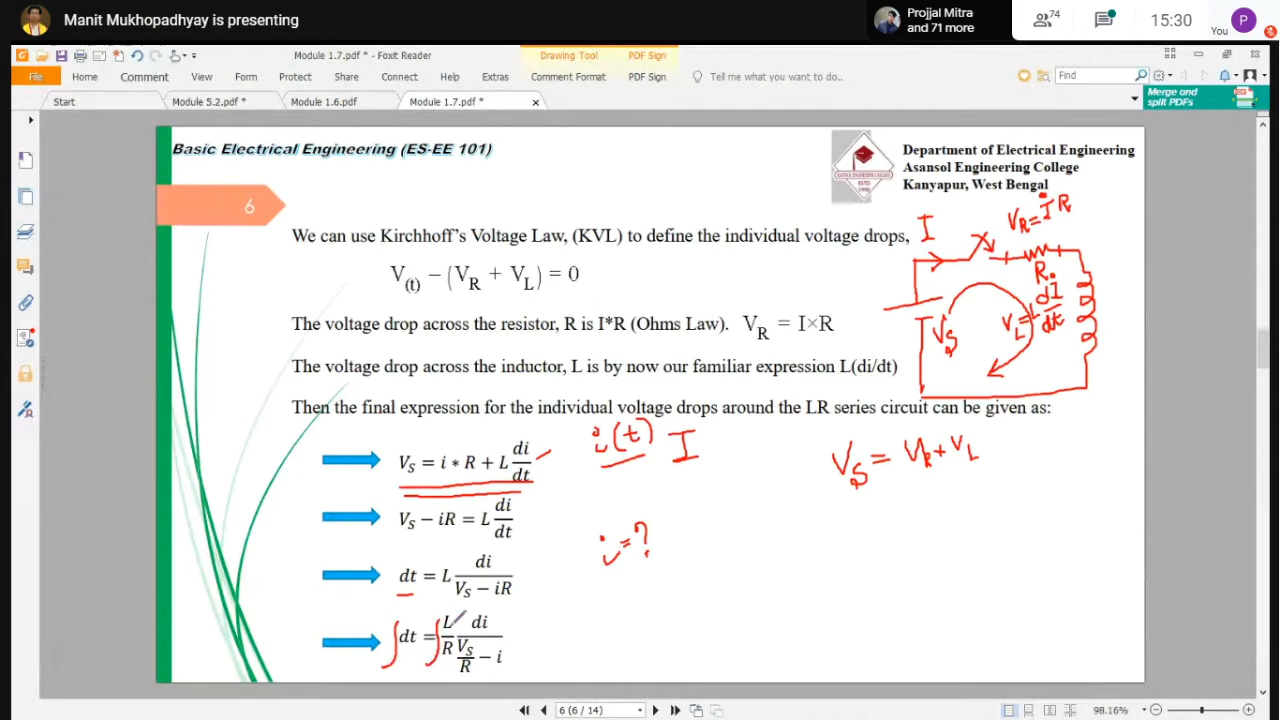 Manit Mukhopadhyay is presenting
Projjal Mitra
and 71 more
74
15:30
You
P
Module 1.7.pdf * - Foxit Reader
Drawing Tool
PDF Sign
File
Home
Comment
View
Form
Protect
Share
Connect
Help
Extras
Comment Format
PDF Sign
Tell me what you want to do...
Find
Start
Module 5.2.pdf *
Module 1.6.pdf
Module 1.7.pdf *
Merge and
split PDFs
Basic Electrical Engineering (ES-EE 101)
Department of Electrical Engineering
Asansol Engineering College
Kanyapur, West Bengal
6
We can use Kirchhoff's Voltage Law, (KVL) to define the individual voltage drops,
V(t) − (VR + VL) = 0
The voltage drop across the resistor, R is I*R (Ohms Law). VR = I×R
The voltage drop across the inductor, L is by now our familiar expression L(di/dt)
Then the final expression for the individual voltage drops around the LR series circuit can be given as:
VS = i ∗ R + L di/dt
VS − iR = L di/dt
dt = L di/(VS − iR)
∫ dt = ∫ L/R di/(VS/R − i)
I
VR = iR
R
VS
VL = L di/dt
i(t) I
VS = VR + VL
i = ?
6 (6 / 14)
98.16%